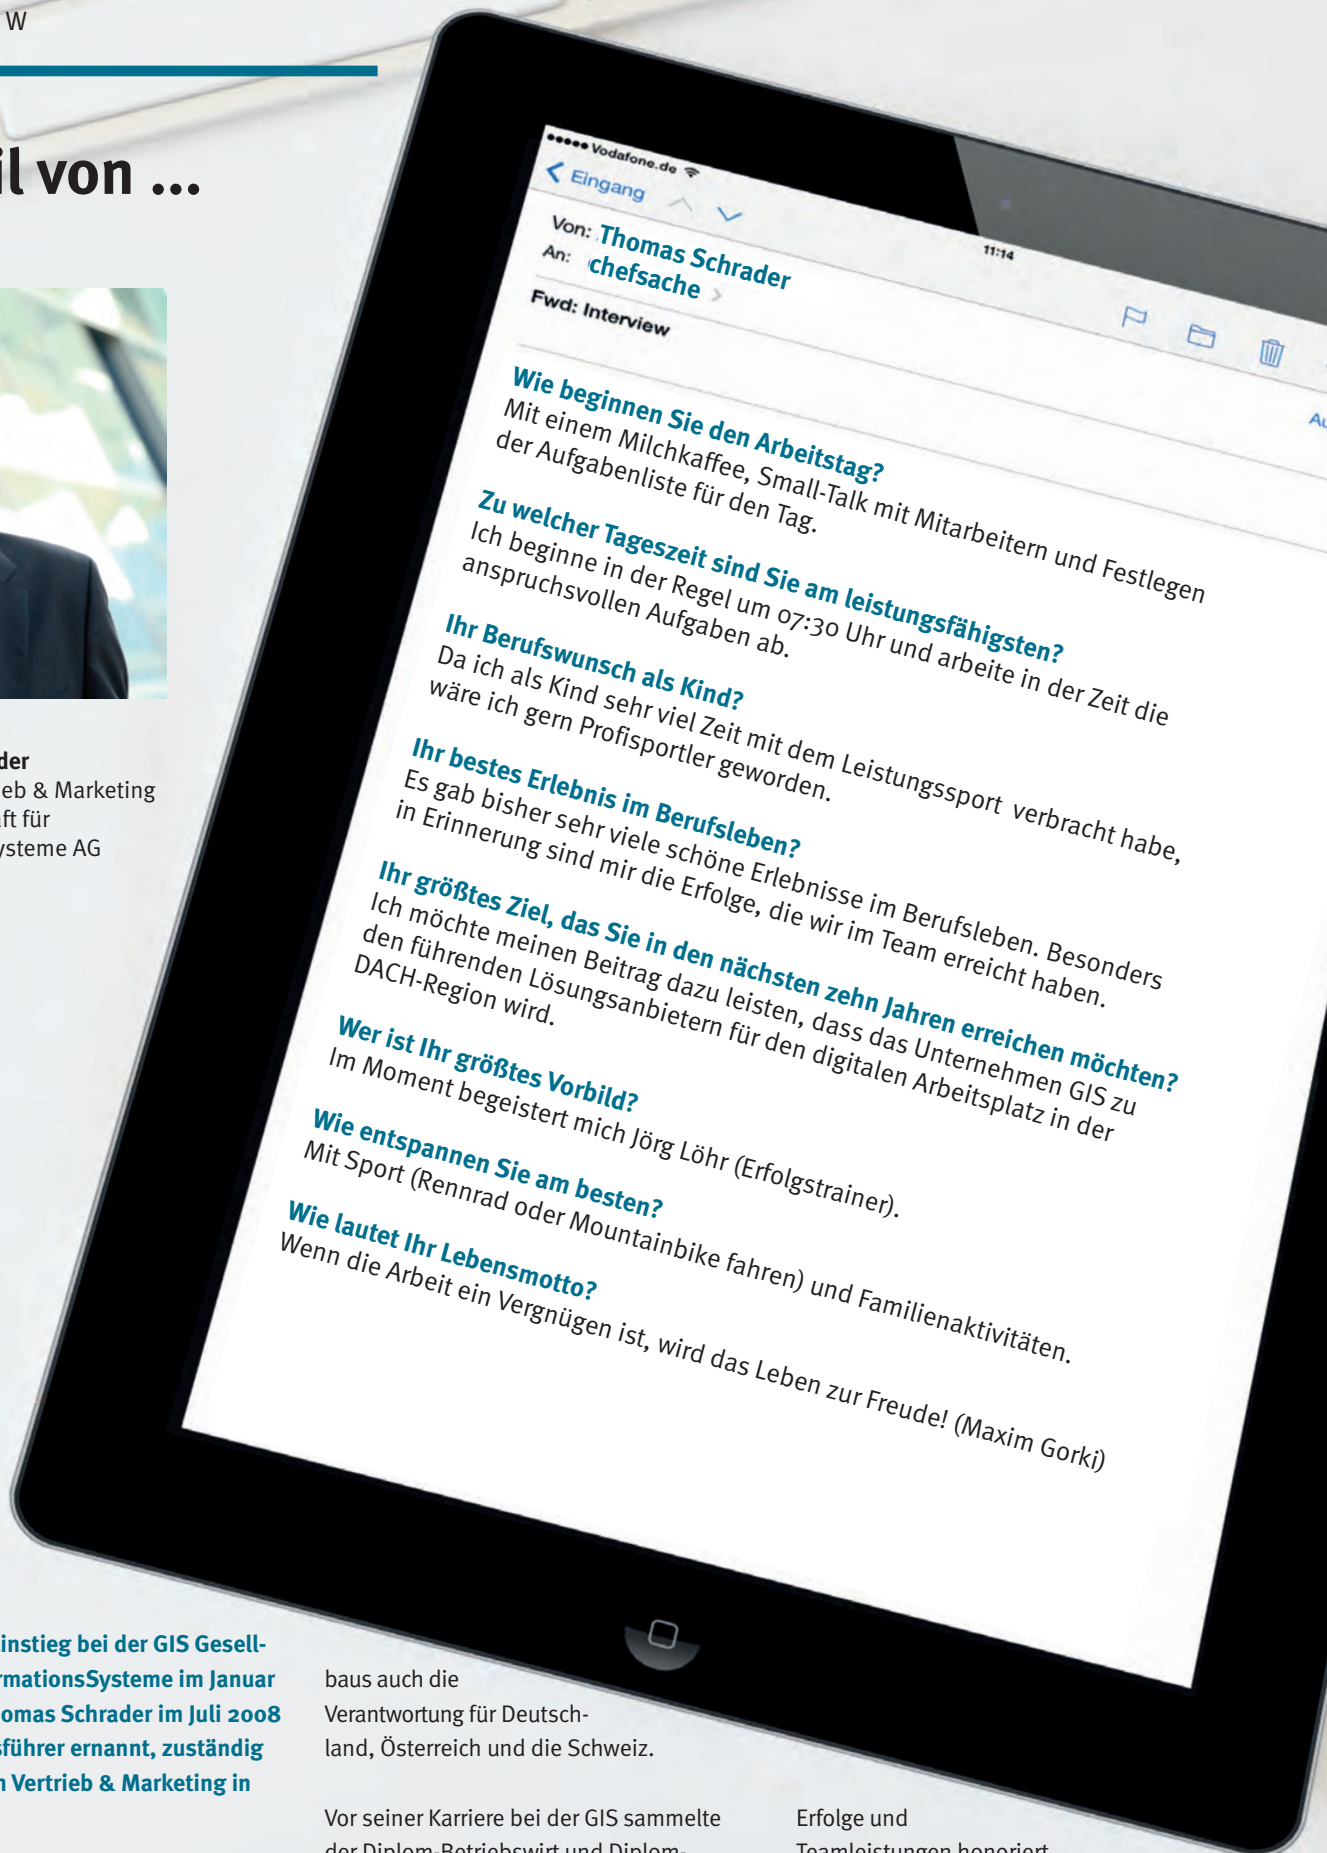 W
il von ...
der
eb & Marketing
ft für
ysteme AG
Vodafone.de
11:14
Eingang
Von: Thomas Schrader
An: chefsache
Fwd: Interview
Wie beginnen Sie den Arbeitstag?
Mit einem Milchkaffee, Small-Talk mit Mitarbeitern und Festlegen
der Aufgabenliste für den Tag.
Zu welcher Tageszeit sind Sie am leistungsfähigsten?
Ich beginne in der Regel um 07:30 Uhr und arbeite in der Zeit die
anspruchsvollen Aufgaben ab.
Ihr Berufswunsch als Kind?
Da ich als Kind sehr viel Zeit mit dem Leistungssport verbracht habe,
wäre ich gern Profisportler geworden.
Ihr bestes Erlebnis im Berufsleben?
Es gab bisher sehr viele schöne Erlebnisse im Berufsleben. Besonders
in Erinnerung sind mir die Erfolge, die wir im Team erreicht haben.
Ihr größtes Ziel, das Sie in den nächsten zehn Jahren erreichen möchten?
Ich möchte meinen Beitrag dazu leisten, dass das Unternehmen GIS zu
den führenden Lösungsanbietern für den digitalen Arbeitsplatz in der
DACH-Region wird.
Wer ist Ihr größtes Vorbild?
Im Moment begeistert mich Jörg Löhr (Erfolgstrainer).
Wie entspannen Sie am besten?
Mit Sport (Rennrad oder Mountainbike fahren) und Familienaktivitäten.
Wie lautet Ihr Lebensmotto?
Wenn die Arbeit ein Vergnügen ist, wird das Leben zur Freude! (Maxim Gorki)
instieg bei der GIS Gesell-
rmationsSysteme im Januar
omas Schrader im Juli 2008
sführer ernannt, zuständig
n Vertrieb & Marketing in
baus auch die
Verantwortung für Deutsch-
land, Österreich und die Schweiz.
Vor seiner Karriere bei der GIS sammelte
der Diplom-Betriebswirt und Diplom-
Erfolge und
Teamleistungen honoriert